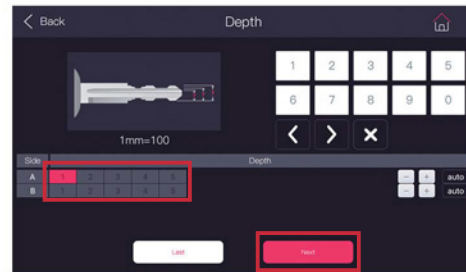 Back
Depth
1 2 3 4 5
6 7 8 9 0
1mm=100
Side Depth
A 1 2 3 4 5 - + auto
B 1 2 3 4 5 - + auto
Last Next